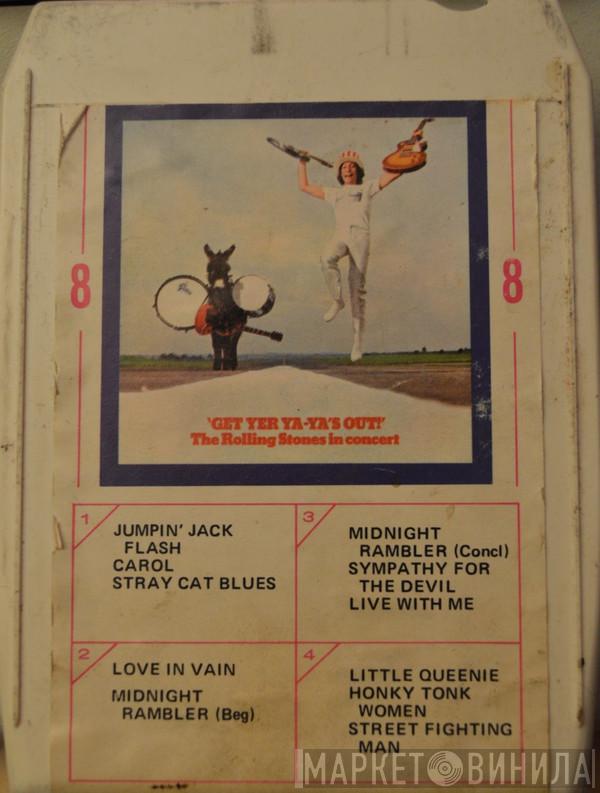 8
8
'GET YER YA-YA'S OUT!'
The Rolling Stones in concert
1
JUMPIN' JACK
FLASH
CAROL
STRAY CAT BLUES
2
LOVE IN VAIN
MIDNIGHT
RAMBLER (Beg)
3
MIDNIGHT
RAMBLER (Concl)
SYMPATHY FOR
THE DEVIL
LIVE WITH ME
4
LITTLE QUEENIE
HONKY TONK
WOMEN
STREET FIGHTING
MAN
МАРКЕТ ВИНИЛА